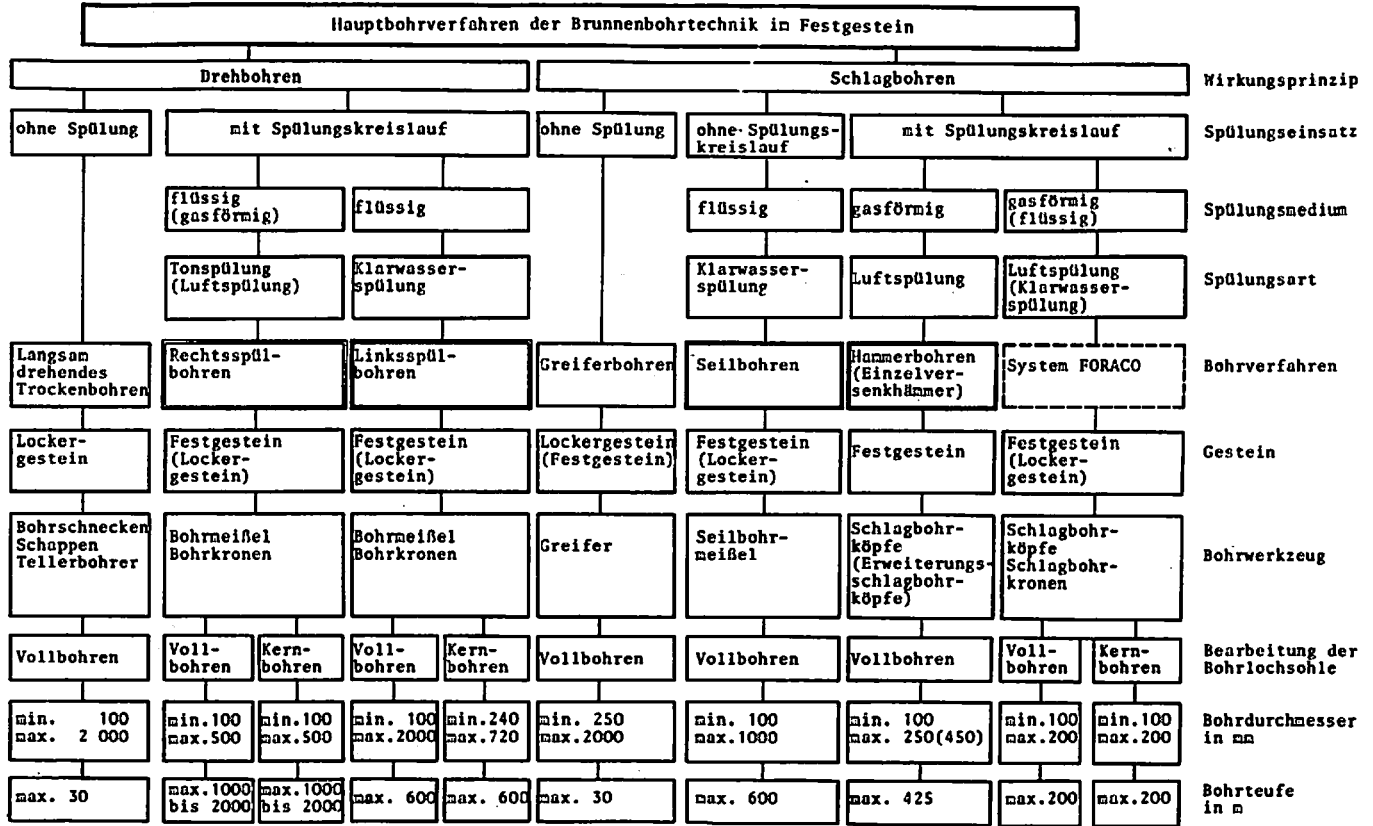 Hauptbohrverfahren der Brunnenbohrtechnik in Festgestein
Drehbohren
Schlagbohren
Wirkungsprinzip
ohne Spülung
mit Spülungskreislauf
ohne Spülung
ohne Spülungs-
kreislauf
mit Spülungskreislauf
Spülungseinsatz
flüssig
(gasförmig)
flüssig
flüssig
gasförmig
gasförmig
(flüssig)
Spülungsmedium
Tonspülung
(Luftspülung)
Klarwasser-
spülung
Klarwasser-
spülung
Luftspülung
Luftspülung
(Klarwasser-
spülung)
Spülungsart
Langsam
drehendes
Trockenbohren
Rechtsspül-
bohren
Linksspül-
bohren
Greiferbohren
Seilbohren
Hammerbohren
(Einzelver-
senkhämmer)
System FORACO
Bohrverfahren
Locker-
gestein
Festgestein
(Locker-
gestein)
Festgestein
(Locker-
gestein)
Lockergestein
(Festgestein)
Festgestein
(Locker-
gestein)
Festgestein
Festgestein
(Locker-
gestein)
Gestein
Bohrschnecken
Schappen
Tellerbohrer
Bohrmeißel
Bohrkronen
Bohrmeißel
Bohrkronen
Greifer
Seilbohr-
meißel
Schlagbohr-
köpfe
(Erweiterungs-
schlagbohr-
köpfe)
Schlagbohr-
köpfe
Schlagbohr-
kronen
Bohrwerkzeug
Vollbohren
Voll-
bohren
Kern-
bohren
Voll-
bohren
Kern-
bohren
Vollbohren
Vollbohren
Vollbohren
Voll-
bohren
Kern-
bohren
Bearbeitung der
Bohrlochsohle
min. 100
max. 2 000
min.100
max.500
min.100
max.500
min. 100
max.2000
min.240
max.720
min. 250
max.2000
min. 100
max.1000
min. 100
max. 250(450)
min.100
max.200
min.100
max.200
Bohrdurchmesser
in mm
max. 30
max.1000
bis 2000
max.1000
bis 2000
max. 600
max. 600
max. 30
max. 600
max. 425
max.200
max.200
Bohrteufe
in m